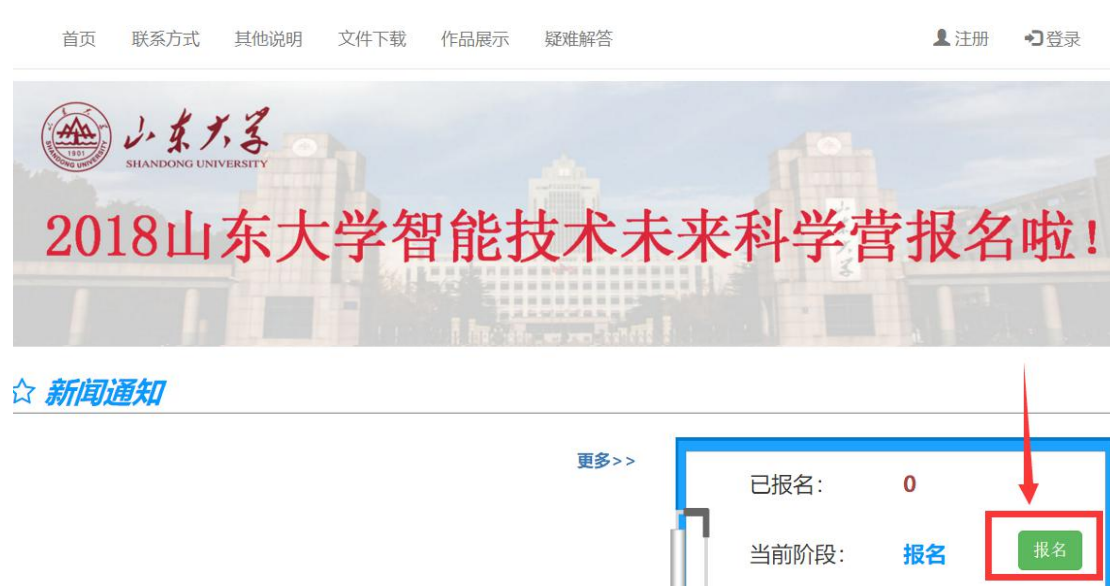 首页 联系方式 其他说明 文件下载 作品展示 疑难解答 注册 登录
山东大学
SHANDONG UNIVERSITY
1901
SHANDONG UNIVERSITY
2018山东大学智能技术未来科学营报名啦!
新闻通知
更多>>
已报名: 0
当前阶段: 报名 报名